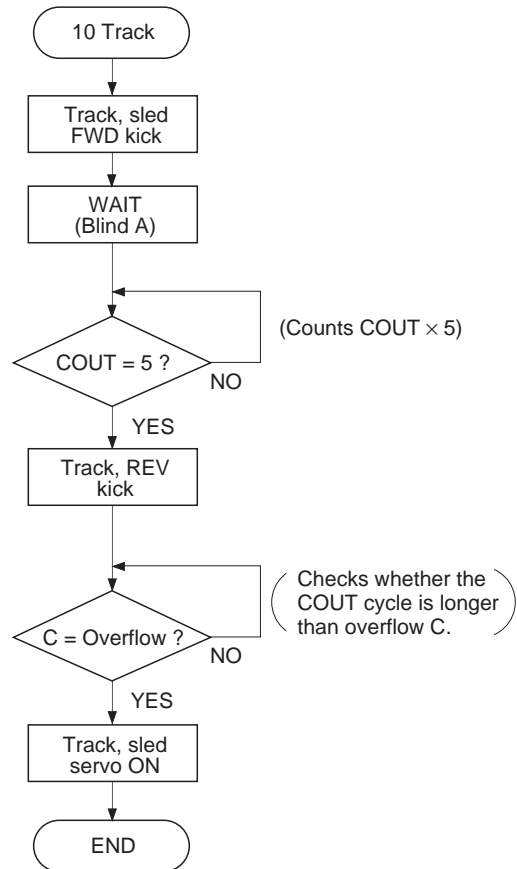 10 Track
Track, sled
FWD kick
WAIT
(Blind A)
(Counts COUT × 5)
COUT = 5 ?
NO
YES
Track, REV
kick
Checks whether the
COUT cycle is longer
than overflow C.
C = Overflow ?
NO
YES
Track, sled
servo ON
END